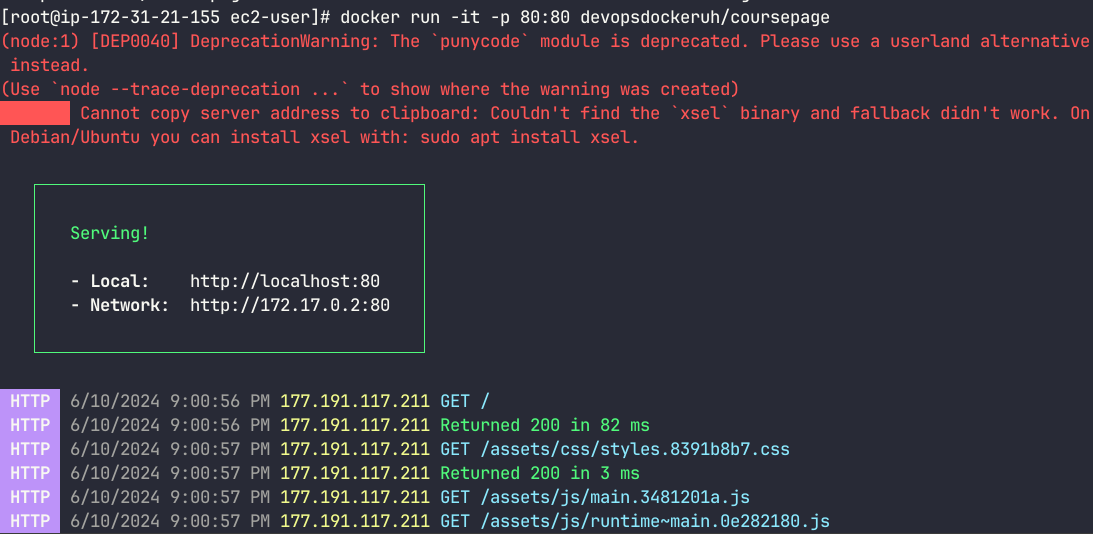 [root@ip-172-31-21-155 ec2-user]# docker run -it -p 80:80 devopsdockeruh/coursepage
(node:1) [DEP0040] DeprecationWarning: The `punycode` module is deprecated. Please use a userland alternative
instead.
(Use `node --trace-deprecation ...` to show where the warning was created)
Cannot copy server address to clipboard: Couldn't find the `xsel` binary and fallback didn't work. On
Debian/Ubuntu you can install xsel with: sudo apt install xsel.
Serving!
- Local: http://localhost:80
- Network: http://172.17.0.2:80
HTTP 6/10/2024 9:00:56 PM 177.191.117.211 GET /
HTTP 6/10/2024 9:00:56 PM 177.191.117.211 Returned 200 in 82 ms
HTTP 6/10/2024 9:00:57 PM 177.191.117.211 GET /assets/css/styles.8391b8b7.css
HTTP 6/10/2024 9:00:57 PM 177.191.117.211 Returned 200 in 3 ms
HTTP 6/10/2024 9:00:57 PM 177.191.117.211 GET /assets/js/main.3481201a.js
HTTP 6/10/2024 9:00:57 PM 177.191.117.211 GET /assets/js/runtime~main.0e282180.js